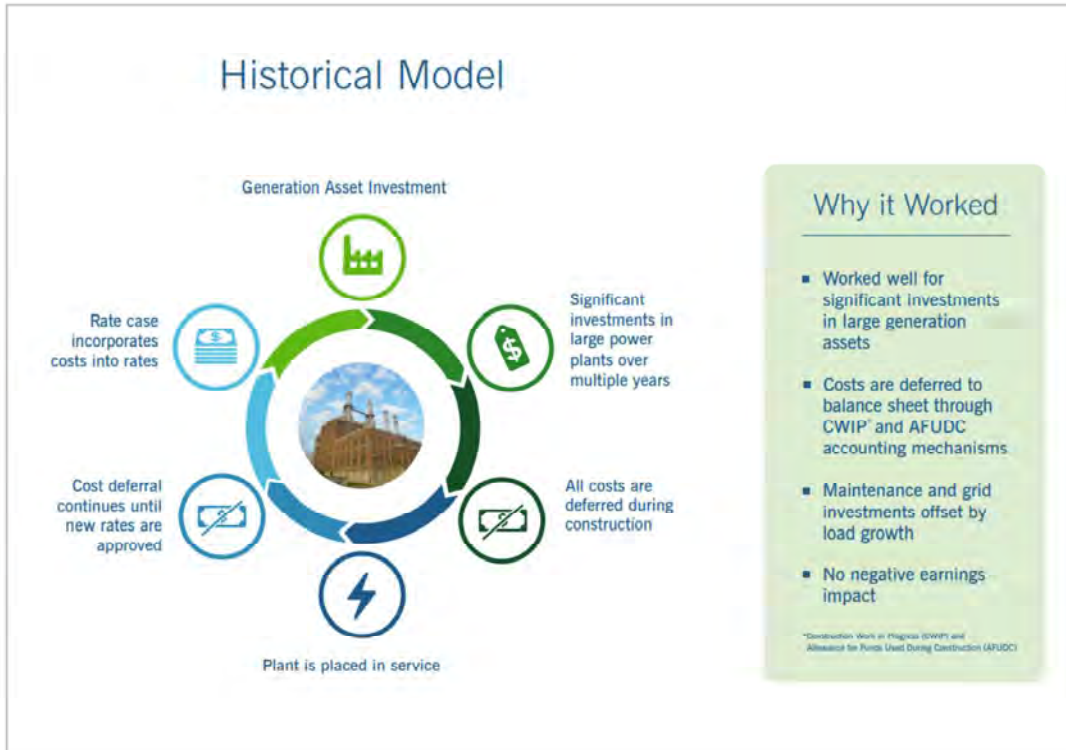 Historical Model
Generation Asset Investment
Significant
investments in
large power
plants over
multiple years
All costs are
deferred during
construction
Plant is placed in service
Cost deferral
continues until
new rates are
approved
Rate case
incorporates
costs into rates
Why it Worked
▪ Worked well for
significant investments
in large generation
assets
▪ Costs are deferred to
balance sheet through
CWIP* and AFUDC
accounting mechanisms
▪ Maintenance and grid
investments offset by
load growth
▪ No negative earnings
impact
*Construction Work in Progress (CWIP) and
Allowance for Funds Used During Construction (AFUDC)